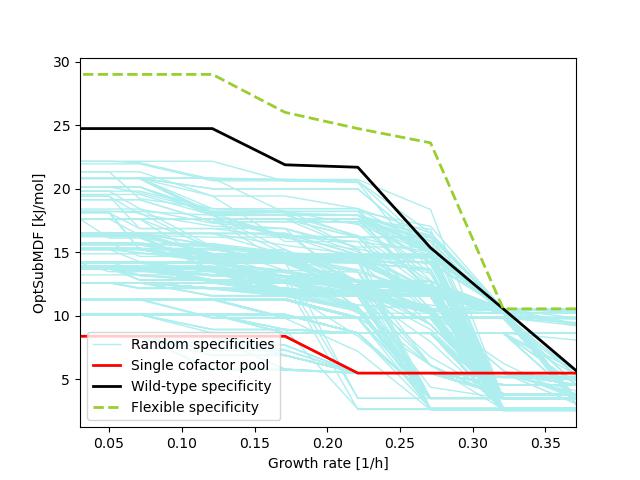 30
25
20
15
10
5
OptSubMDF [kJ/mol]
Random specificities
Single cofactor pool
Wild-type specificity
Flexible specificity
0.05 0.10 0.15 0.20 0.25 0.30 0.35
Growth rate [1/h]